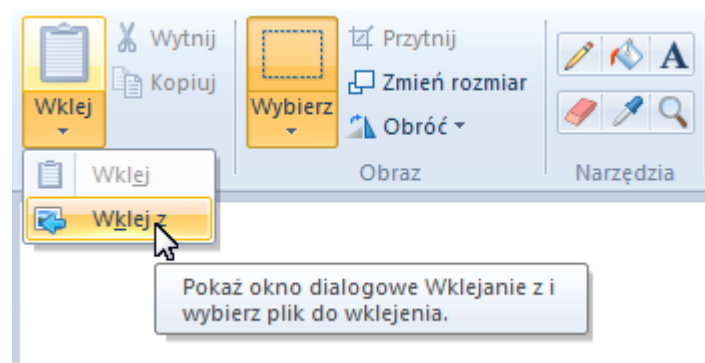 Wklej
Wytnij
Kopiuj
Wybierz
Przytnij
Zmień rozmiar
Obróć
Obraz
A
Narzędzia
Wklej
Wklej z
Pokaż okno dialogowe Wklejanie z i
wybierz plik do wklejenia.